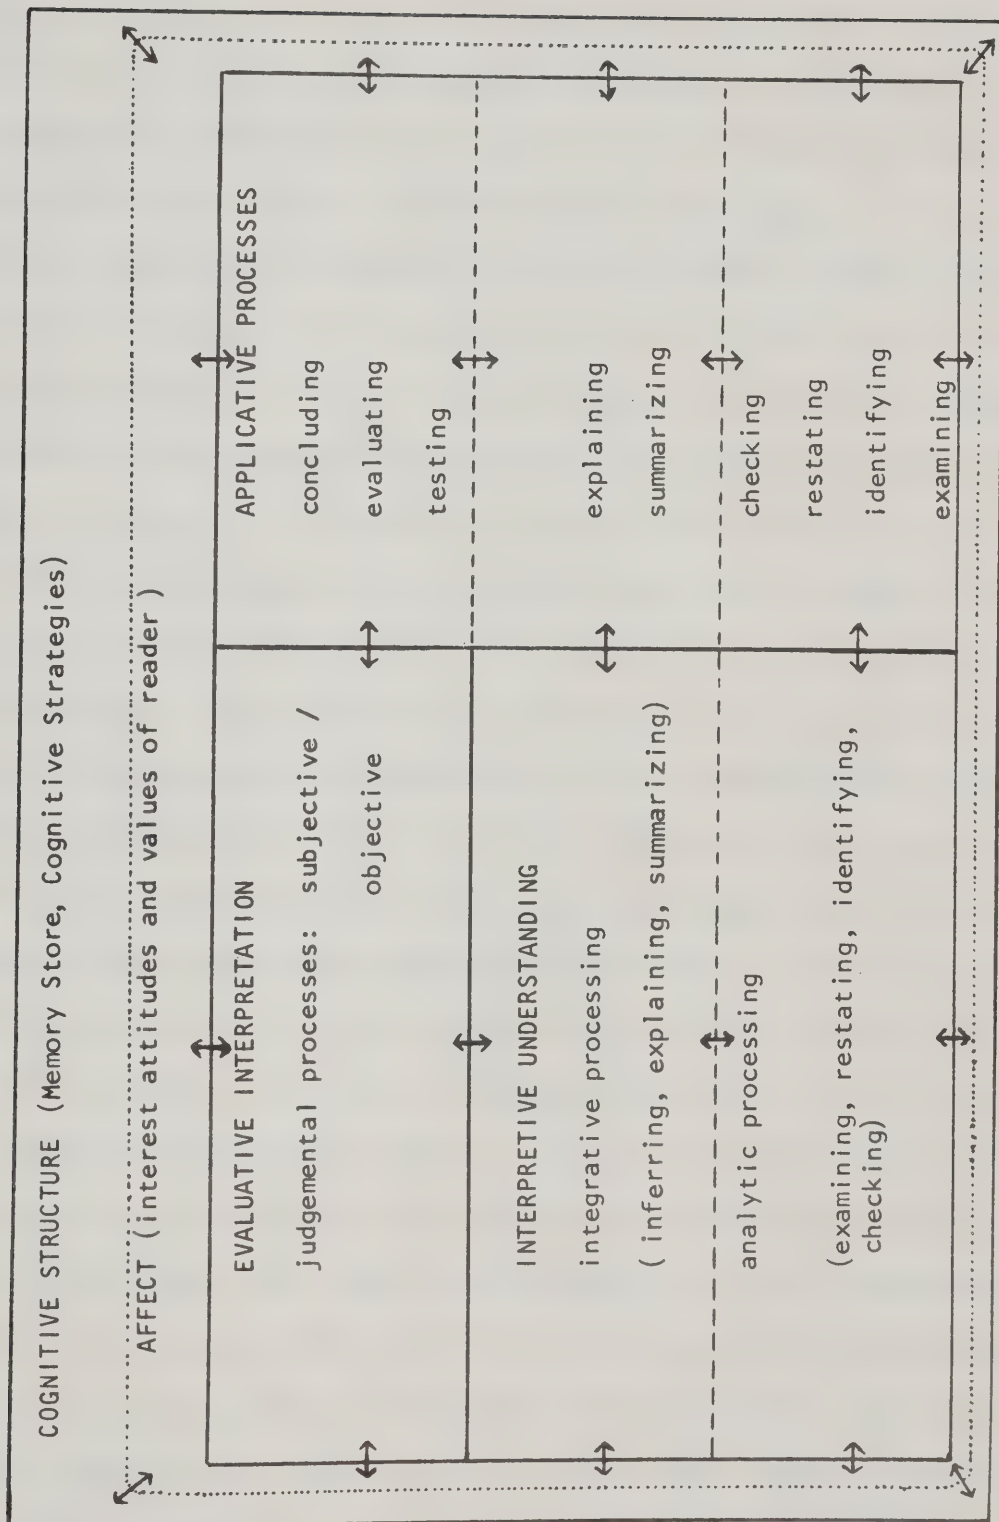 COGNITIVE STRUCTURE (Memory Store, Cognitive Strategies)
AFFECT (interest attitudes and values of reader)
EVALUATIVE INTERPRETATION
judgemental processes: subjective /
objective
INTERPRETIVE UNDERSTANDING
integrative processing
( inferring, explaining, summarizing)
analytic processing
(examining, restating, identifying,
checking)
APPLICATIVE PROCESSES
concluding
evaluating
testing
explaining
summarizing
checking
restating
identifying
examining